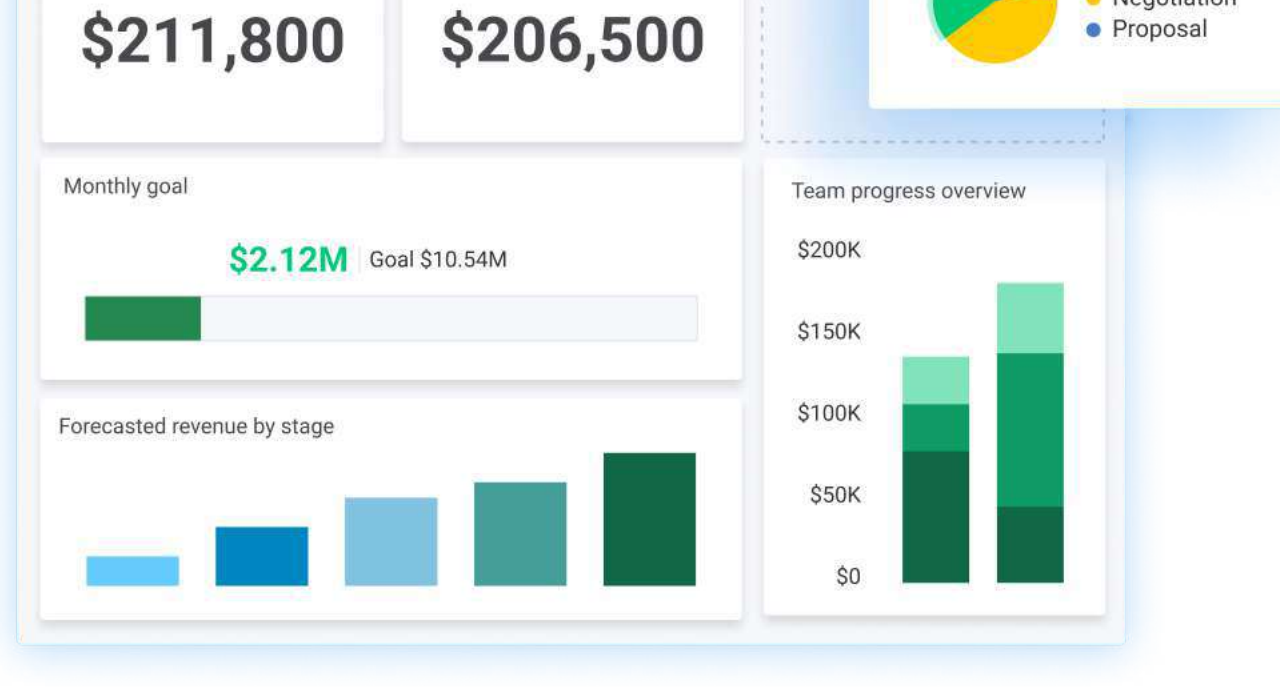 $211,800
$206,500
Negotiation
Proposal
Monthly goal
$2.12M
Goal $10.54M
Forecasted revenue by stage
Team progress overview
$200K
$150K
$100K
$50K
$0